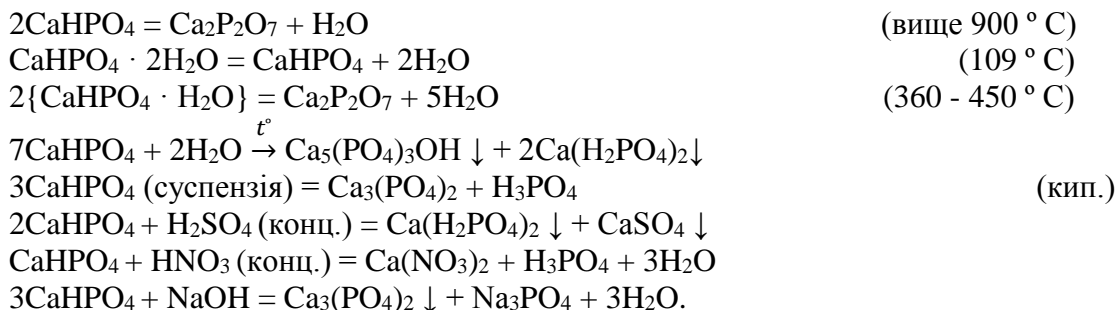 2CaHPO₄ = Ca₂P₂O₇ + H₂O (вище 900 º C)
CaHPO₄ · 2H₂O = CaHPO₄ + 2H₂O (109 º C)
2{CaHPO₄ · H₂O} = Ca₂P₂O₇ + 5H₂O (360 - 450 º C)
7CaHPO₄ + 2H₂O t° → Ca₅(PO₄)₃OH ↓ + 2Ca(H₂PO₄)₂↓
3CaHPO₄ (суспензія) = Ca₃(PO₄)₂ + H₃PO₄ (кип.)
2CaHPO₄ + H₂SO₄ (конц.) = Ca(H₂PO₄)₂ ↓ + CaSO₄ ↓
CaHPO₄ + HNO₃ (конц.) = Ca(NO₃)₂ + H₃PO₄ + 3H₂O
3CaHPO₄ + NaOH = Ca₃(PO₄)₂ ↓ + Na₃PO₄ + 3H₂O.